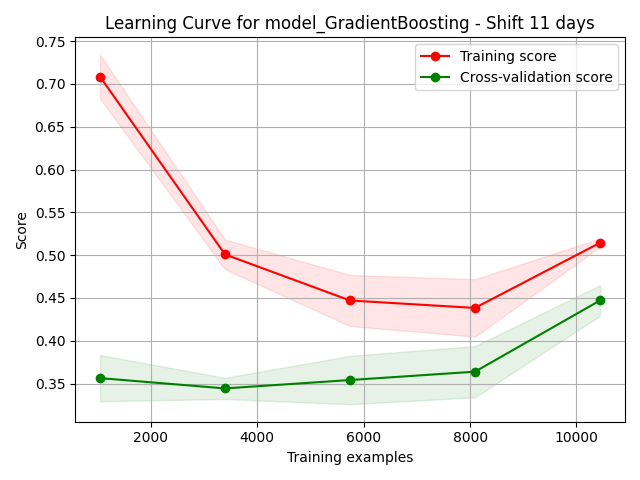 Learning Curve for model_GradientBoosting - Shift 11 days
Training score
Cross-validation score
Score
0.75
0.70
0.65
0.60
0.55
0.50
0.45
0.40
0.35
2000 4000 6000 8000 10000
Training examples